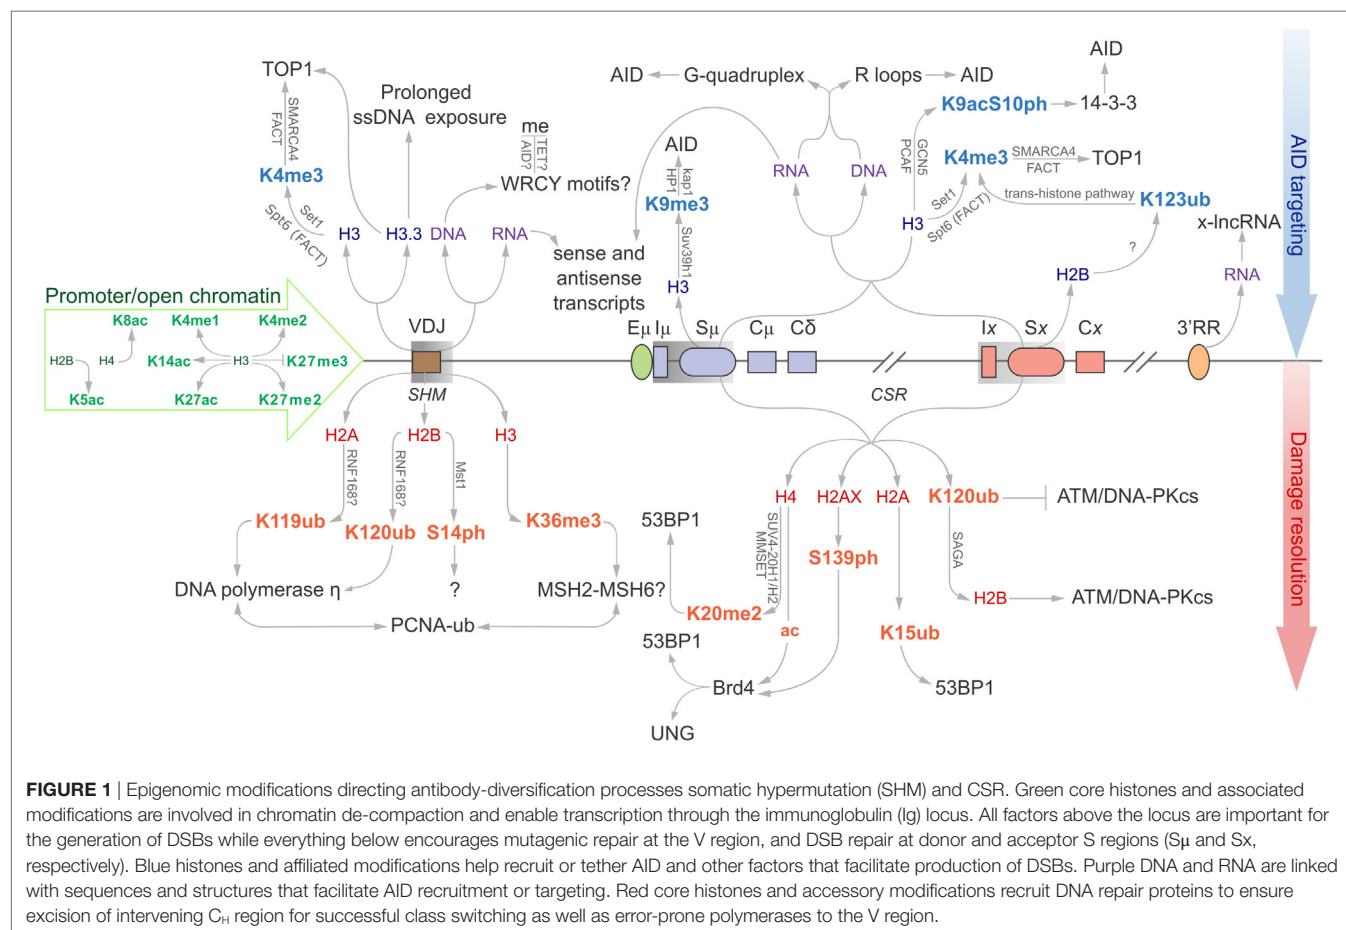 TOP1
SMARCA4
FACT
K4me3
Set1
Spt6 (FACT)
H3
Prolonged
ssDNA exposure
H3.3
me
TET?
AID?
WRCY motifs?
DNA
RNA
sense and
antisense
transcripts
AID
kap1
HP1
K9me3
Suv39h1
H3
AID
G-quadruplex
R loops
AID
RNA
DNA
AID
K9acS10ph
14-3-3
GCN5
PCAF
K4me3
SMARCA4
FACT
TOP1
Set1
Spt6 (FACT)
trans-histone pathway
K123ub
H3
?
H2B
x-lncRNA
RNA
AID targeting
Promoter/open chromatin
K8ac
K4me1
K4me2
H2B
H4
K14ac
H3
K27me3
K5ac
K27ac
K27me2
VDJ
SHM
Eμ
Iμ
Sμ
Cμ
Cδ
CSR
Ix
Sx
Cx
3'RR
Damage resolution
H2A
H2B
H3
RNF168?
RNF168?
Mst1
K119ub
K120ub
S14ph
K36me3
DNA polymerase η
?
MSH2-MSH6?
PCNA-ub
H4
H2AX
H2A
K120ub
ATM/DNA-PKcs
53BP1
SUV4-20H1/H2
MMSET
S139ph
SAGA
K20me2
ac
K15ub
H2B
ATM/DNA-PKcs
53BP1
Brd4
53BP1
UNG
FIGURE 1 | Epigenomic modifications directing antibody-diversification processes somatic hypermutation (SHM) and CSR. Green core histones and associated
modifications are involved in chromatin de-compaction and enable transcription through the immunoglobulin (Ig) locus. All factors above the locus are important for
the generation of DSBs while everything below encourages mutagenic repair at the V region, and DSB repair at donor and acceptor S regions (Sμ and Sx,
respectively). Blue histones and affiliated modifications help recruit or tether AID and other factors that facilitate production of DSBs. Purple DNA and RNA are linked
with sequences and structures that facilitate AID recruitment or targeting. Red core histones and accessory modifications recruit DNA repair proteins to ensure
excision of intervening CH region for successful class switching as well as error-prone polymerases to the V region.